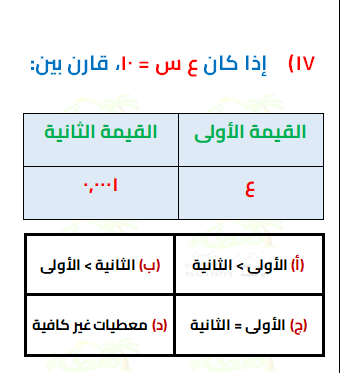 ١٧) إذا كان ع س = ١٠، قارن بين:
القيمة الأولى القيمة الثانية
ع ٠,٠٠٠١
(أ) الأولى > الثانية (ب) الثانية > الأولى
(ج) الأولى = الثانية (د) معطيات غير كافية